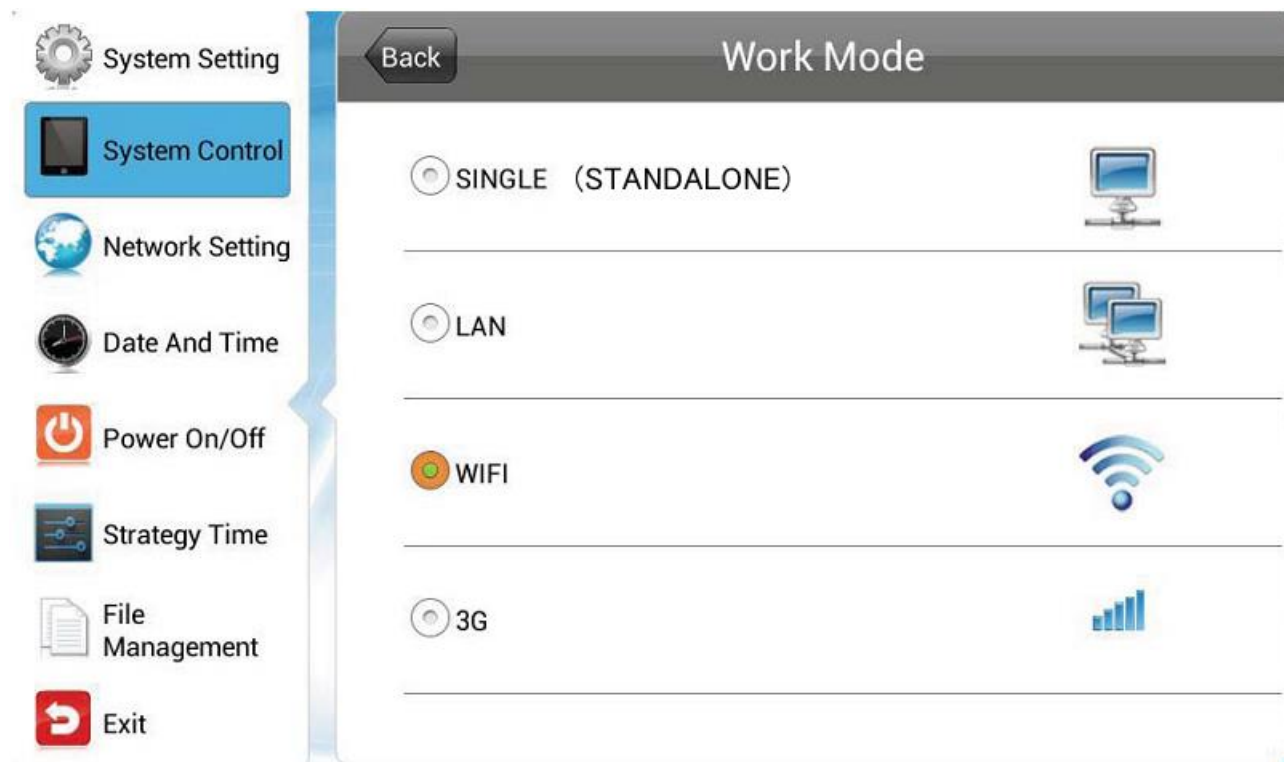 System Setting
System Control
Network Setting
Date And Time
Power On/Off
Strategy Time
File
Management
Exit
Back
Work Mode
SINGLE （STANDALONE）
LAN
WIFI
3G